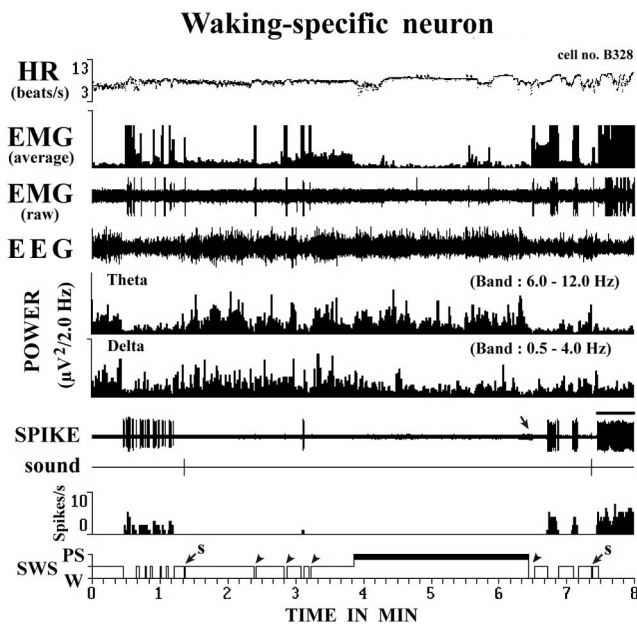 Waking-specific neuron
cell no. B328
HR
(beats/s)
13
3
EMG
(average)
EMG
(raw)
EEG
POWER
(μV²/2.0 Hz)
Theta
(Band : 6.0 - 12.0 Hz)
Delta
(Band : 0.5 - 4.0 Hz)
SPIKE
sound
Spikes/s
10
0
S
S
PS
SWS
W
0 1 2 3 4 5 6 7 8
TIME IN MIN